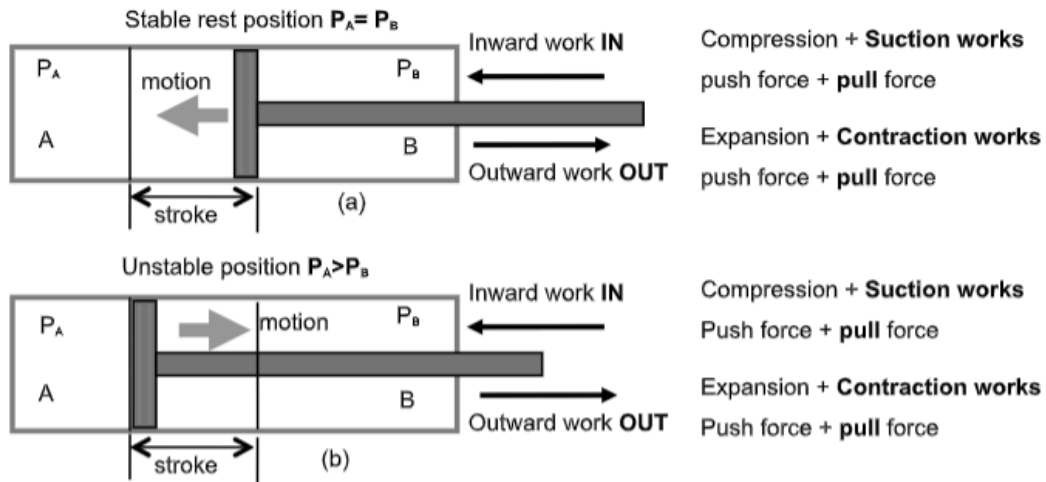 Stable rest position P_A= P_B
P_A
motion
P_B
A
B
Inward work IN
Outward work OUT
stroke
(a)
Compression + Suction works
push force + pull force
Expansion + Contraction works
push force + pull force
Unstable position P_A>P_B
P_A
motion
P_B
A
B
Inward work IN
Outward work OUT
stroke
(b)
Compression + Suction works
Push force + pull force
Expansion + Contraction works
Push force + pull force